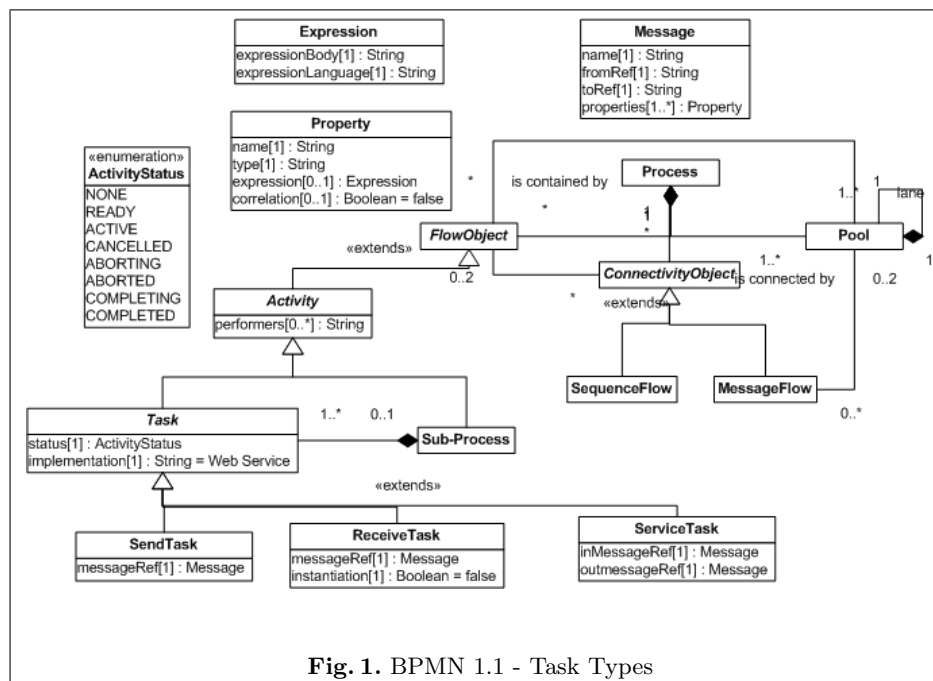 Expression
expressionBody[1] : String
expressionLanguage[1] : String
Message
name[1] : String
fromRef[1] : String
toRef[1] : String
properties[1..*] : Property
Property
name[1] : String
type[1] : String
expression[0..1] : Expression
correlation[0..1] : Boolean = false
«enumeration»
ActivityStatus
NONE
READY
ACTIVE
CANCELLED
ABORTING
ABORTED
COMPLETING
COMPLETED
*
is contained by
Process
1..*
1
lane
*
1
1
*
FlowObject
Pool
1
«extends»
0..2
1..*
ConnectivityObject
is connected by
0..2
*
«extends»
Activity
performers[0..*] : String
SequenceFlow
MessageFlow
0..*
Task
status[1] : ActivityStatus
implementation[1] : String = Web Service
1..*
0..1
Sub-Process
«extends»
SendTask
messageRef[1] : Message
ReceiveTask
messageRef[1] : Message
instantiation[1] : Boolean = false
ServiceTask
inMessageRef[1] : Message
outmessageRef[1] : Message
Fig. 1. BPMN 1.1 - Task Types